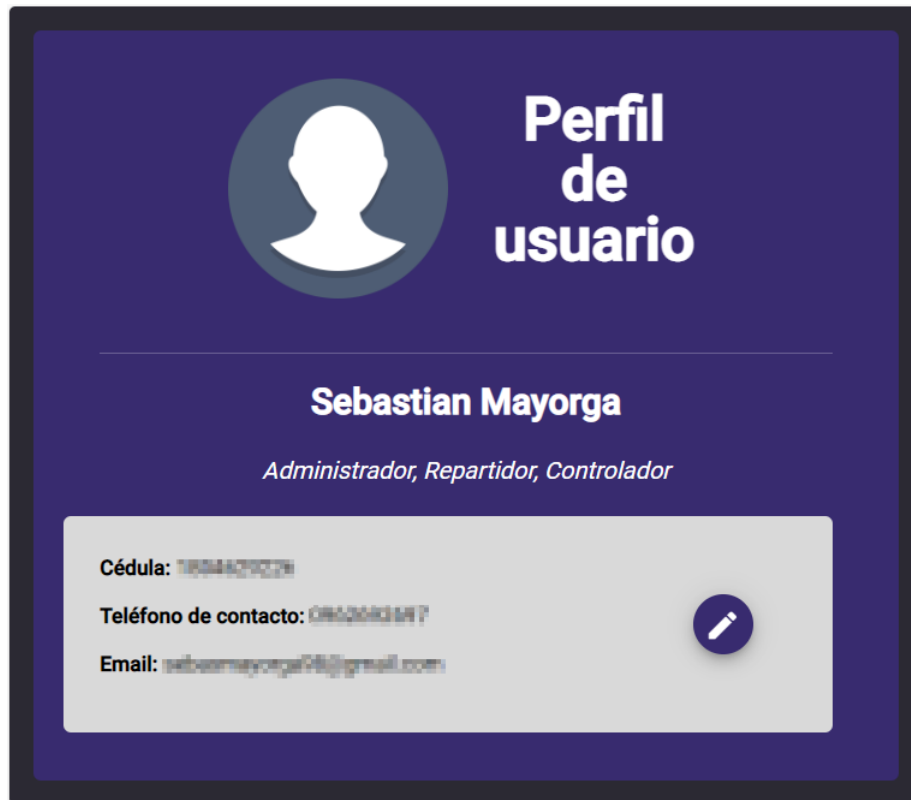 Perfil
de
usuario
Sebastian Mayorga
Administrador, Repartidor, Controlador
Cédula:
Teléfono de contacto:
Email: